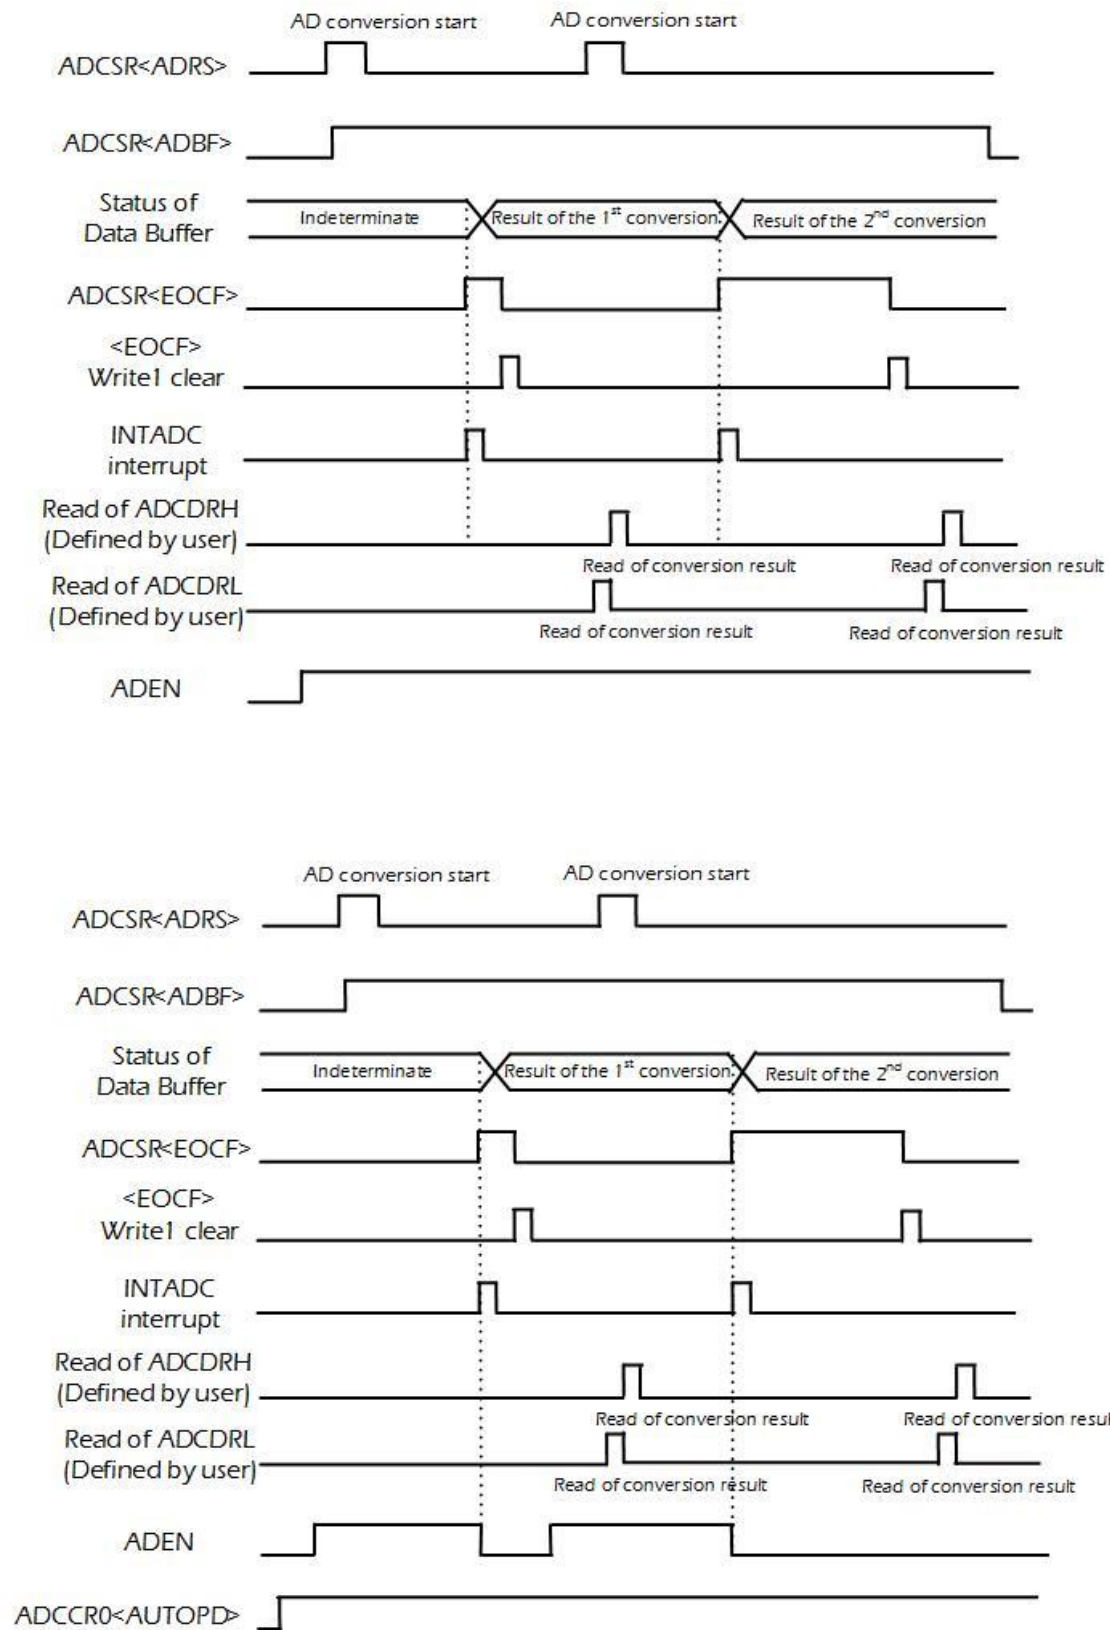 AD conversion start AD conversion start
ADCSR<ADRS>
ADCSR<ADBF>
Status of
Data Buffer
Indeterminate Result of the 1st conversion Result of the 2nd conversion
ADCSR<EOCF>
<EOCF>
Write1 clear
INTADC
interrupt
Read of ADCDRH
(Defined by user)
Read of conversion result Read of conversion result
Read of ADCDRL
(Defined by user)
Read of conversion result Read of conversion result
ADEN
AD conversion start AD conversion start
ADCSR<ADRS>
ADCSR<ADBF>
Status of
Data Buffer
Indeterminate Result of the 1st conversion Result of the 2nd conversion
ADCSR<EOCF>
<EOCF>
Write1 clear
INTADC
interrupt
Read of ADCDRH
(Defined by user)
Read of conversion result Read of conversion resul
Read of ADCDRL
(Defined by user)
Read of conversion result Read of conversion result
ADEN
ADCCR0<AUTOPD>